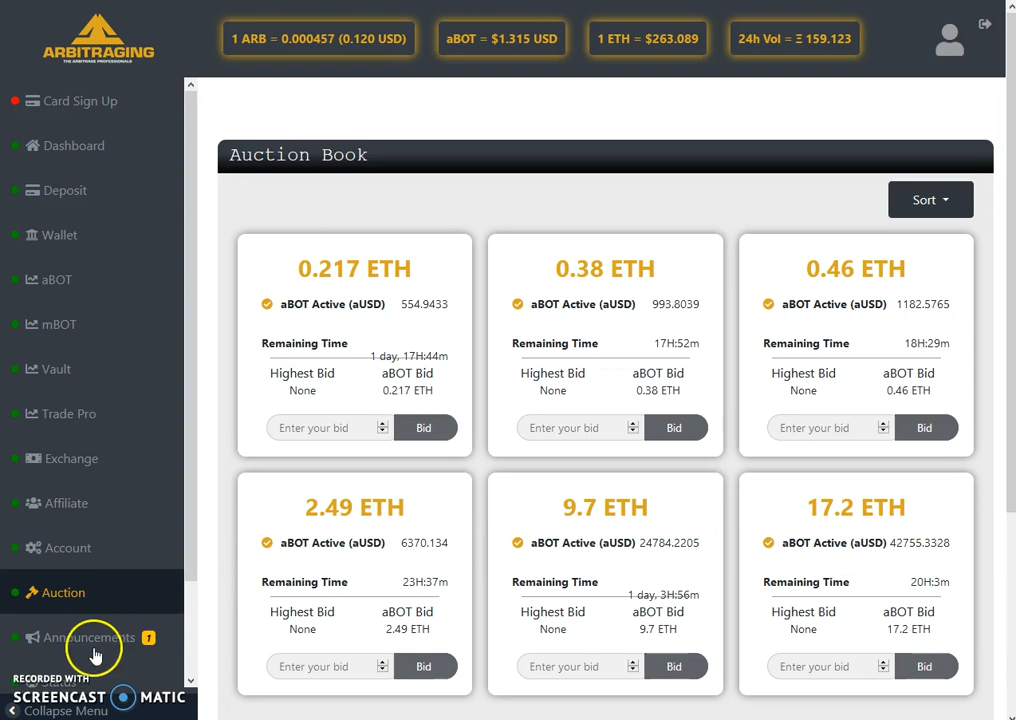 ARBITRAGING
THE ARBITRAGE PROFESSIONALS
1 ARB = 0.000457 (0.120 USD)
aBOT = $1.315 USD
1 ETH = $263.089
24h Vol = Ξ 159.123
Card Sign Up
Dashboard
Deposit
Wallet
aBOT
mBOT
Vault
Trade Pro
Exchange
Affiliate
Account
Auction
Announcements 1
Status
Collapse Menu
RECORDED WITH
SCREENCAST MATIC
Auction Book
Sort
0.217 ETH
aBOT Active (aUSD) 554.9433
Remaining Time
1 day, 17H:44m
Highest Bid aBOT Bid
None 0.217 ETH
Enter your bid Bid
0.38 ETH
aBOT Active (aUSD) 993.8039
Remaining Time 17H:52m
Highest Bid aBOT Bid
None 0.38 ETH
Enter your bid Bid
0.46 ETH
aBOT Active (aUSD) 1182.5765
Remaining Time 18H:29m
Highest Bid aBOT Bid
None 0.46 ETH
Enter your bid Bid
2.49 ETH
aBOT Active (aUSD) 6370.134
Remaining Time 23H:37m
Highest Bid aBOT Bid
None 2.49 ETH
Enter your bid Bid
9.7 ETH
aBOT Active (aUSD) 24784.2205
Remaining Time
1 day, 3H:56m
Highest Bid aBOT Bid
None 9.7 ETH
Enter your bid Bid
17.2 ETH
aBOT Active (aUSD) 42755.3328
Remaining Time 20H:3m
Highest Bid aBOT Bid
None 17.2 ETH
Enter your bid Bid